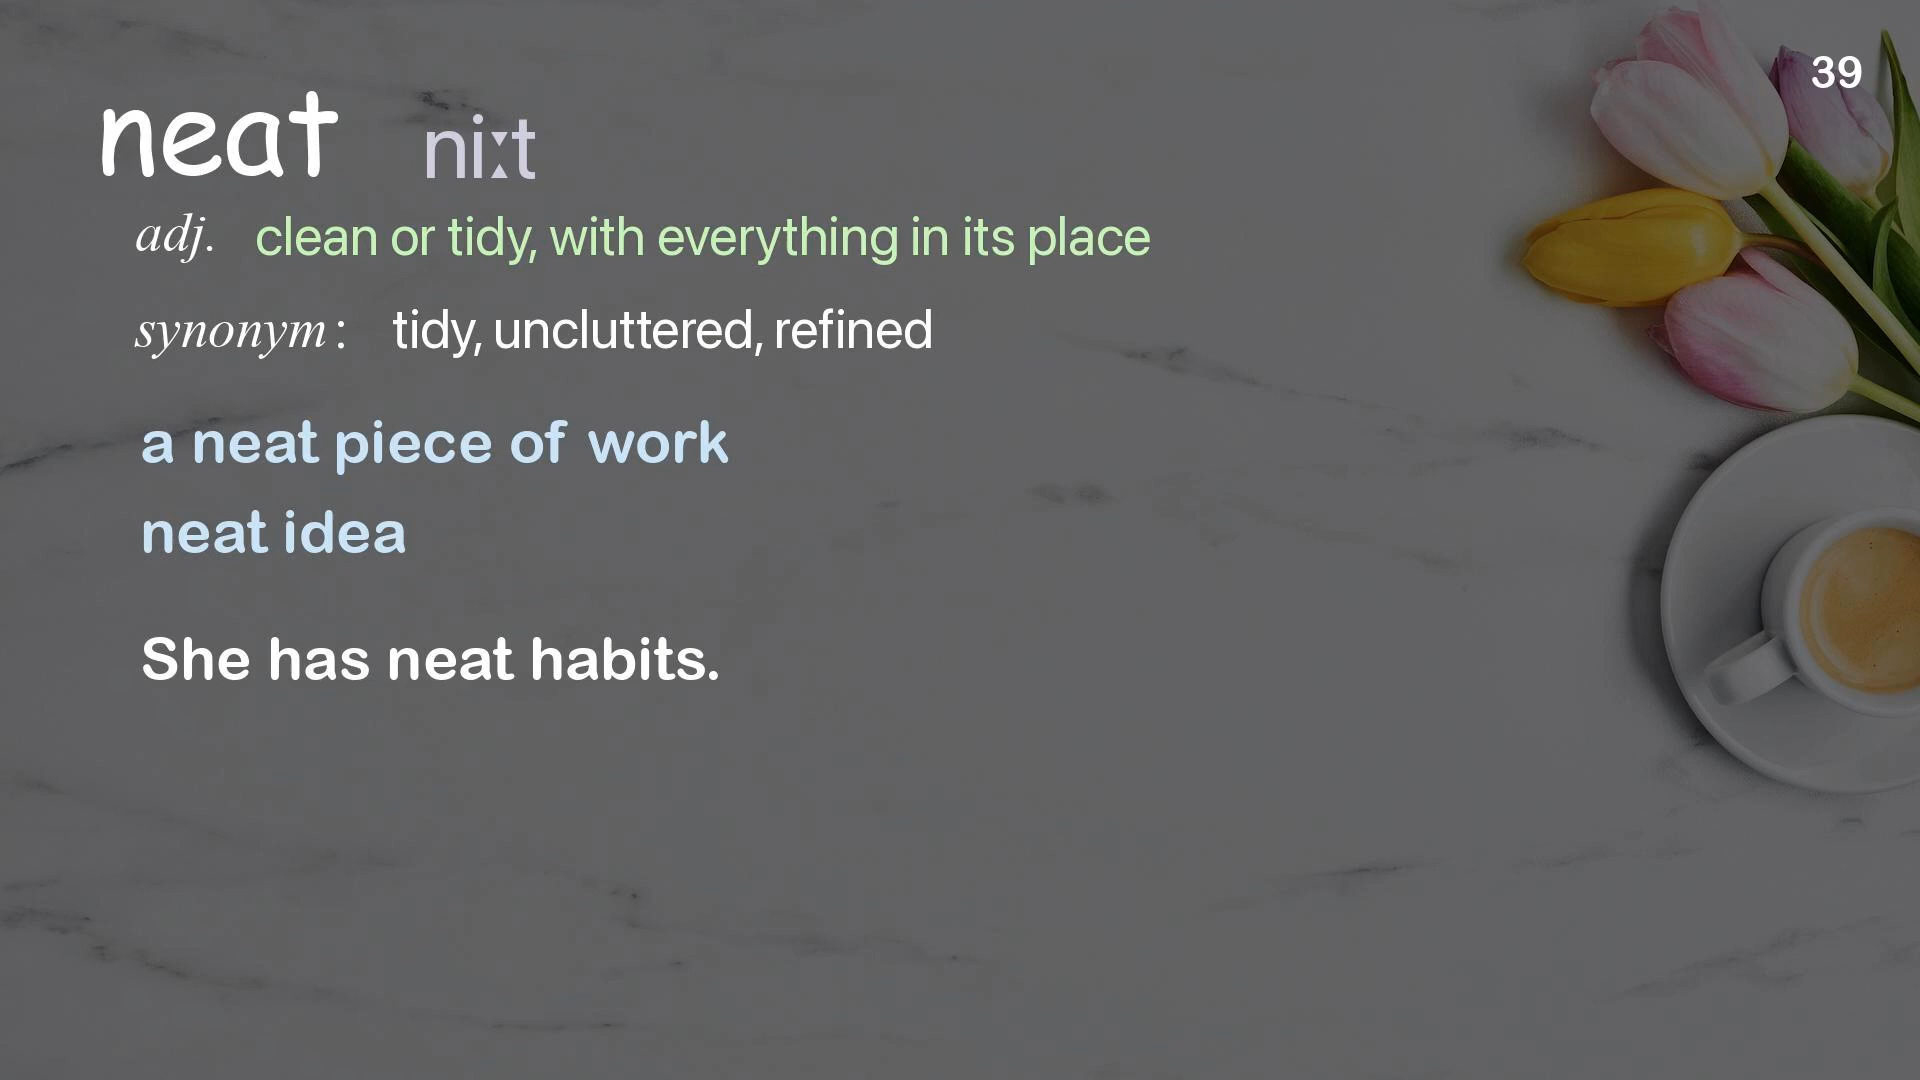 39
neat niːt
adj. clean or tidy, with everything in its place
synonym: tidy, uncluttered, refined
a neat piece of work
neat idea
She has neat habits.